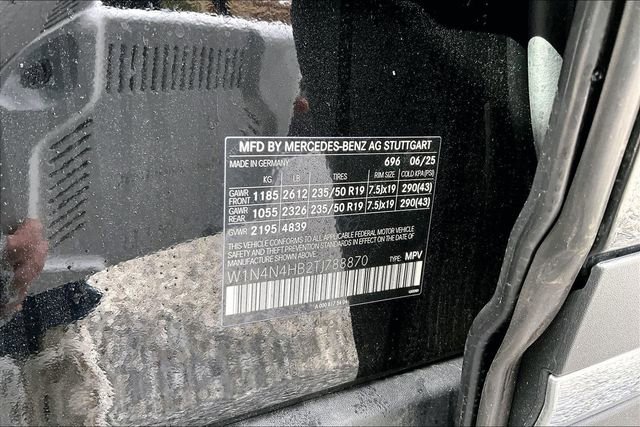 MFD BY MERCEDES-BENZ AG STUTTGART
MADE IN GERMANY 696 06/25
KG LB TIRES RIM SIZE COLD KPA(PSI)
GAWR FRONT 1185 2612 235/50 R19 7.5Jx19 290(43)
GAWR REAR 1055 2326 235/50 R19 7.5Jx19 290(43)
GVWR 2195 4839
THIS VEHICLE CONFORMS TO ALL APPLICABLE FEDERAL MOTOR VEHICLE
SAFETY AND THEFT PREVENTION STANDARDS IN EFFECT ON THE DATE
OF MANUFACTURE SHOWN ABOVE.
W1N4N4HB2TJ788870 TYPE: MPV